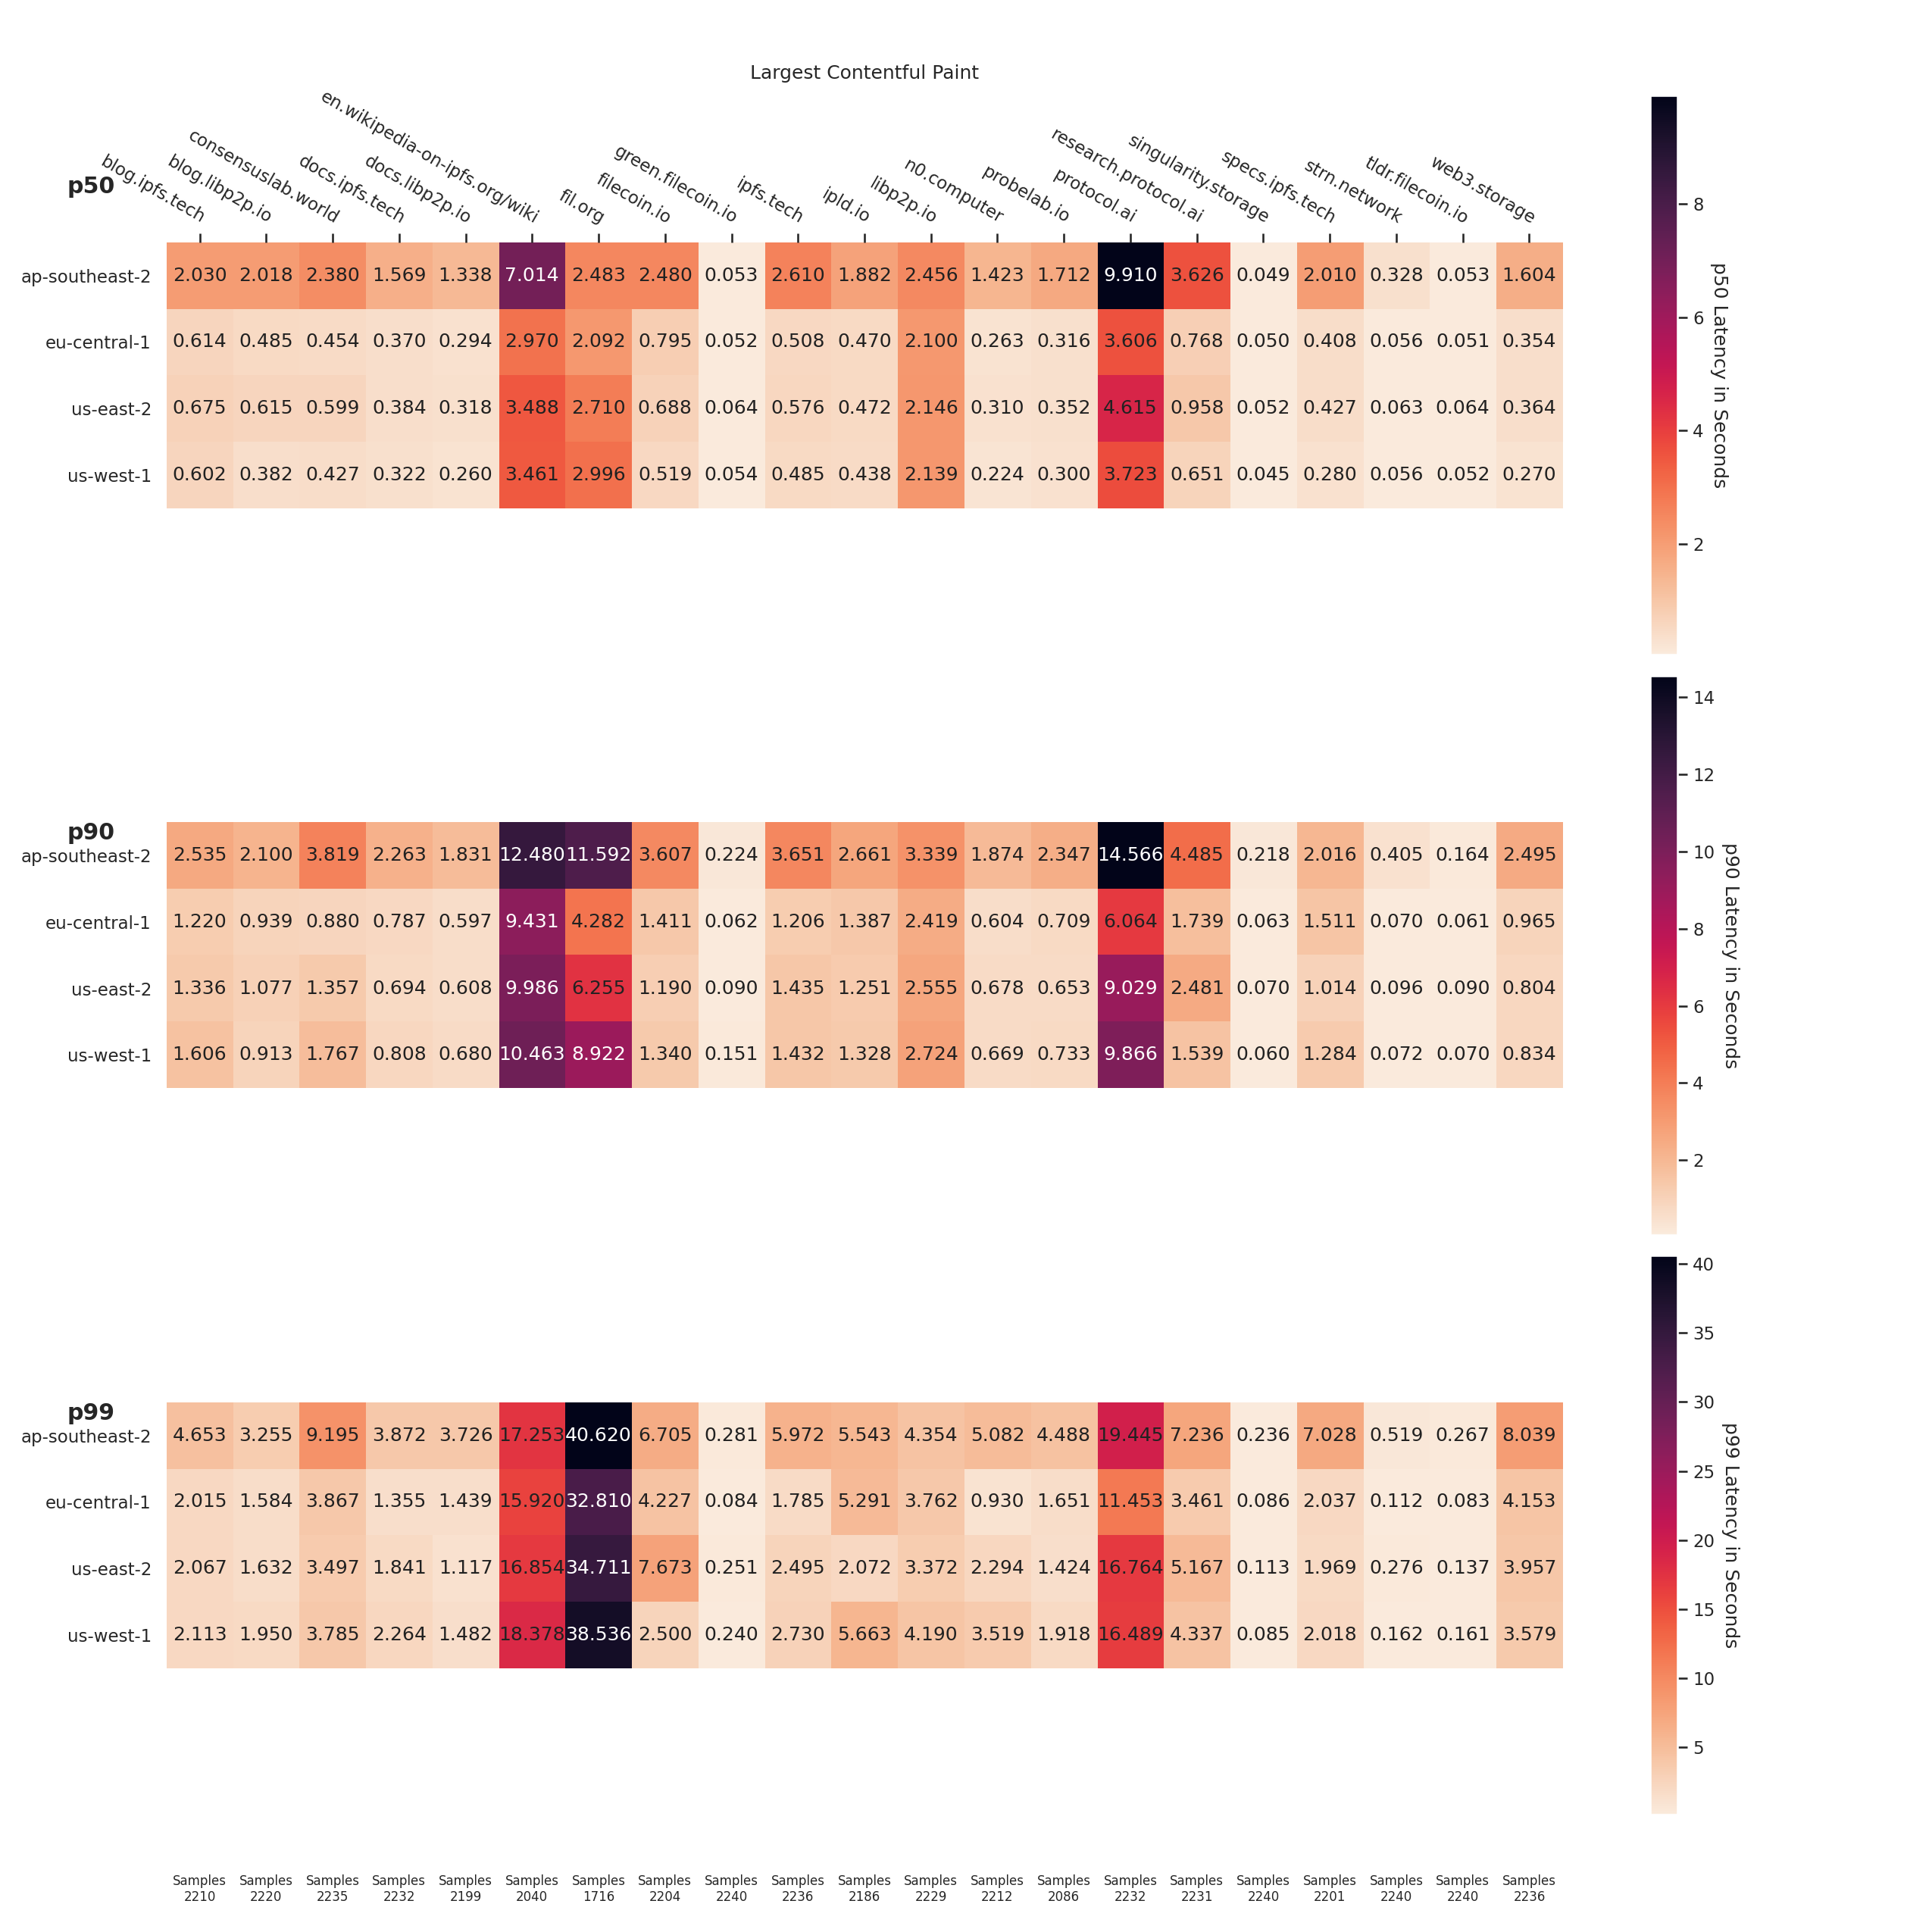 Largest Contentful Paint
p50
blog.ipfs.tech
blog.libp2p.io
consensuslab.world
docs.ipfs.tech
docs.libp2p.io
en.wikipedia-on-ipfs.org/wiki
fil.org
filecoin.io
green.filecoin.io
ipfs.tech
ipld.io
libp2p.io
n0.computer
probelab.io
protocol.ai
research.protocol.ai
singularity.storage
specs.ipfs.tech
strn.network
tldr.filecoin.io
web3.storage
ap-southeast-2 2.030 2.018 2.380 1.569 1.338 7.014 2.483 2.480 0.053 2.610 1.882 2.456 1.423 1.712 9.910 3.626 0.049 2.010 0.328 0.053 1.604
eu-central-1 0.614 0.485 0.454 0.370 0.294 2.970 2.092 0.795 0.052 0.508 0.470 2.100 0.263 0.316 3.606 0.768 0.050 0.408 0.056 0.051 0.354
us-east-2 0.675 0.615 0.599 0.384 0.318 3.488 2.710 0.688 0.064 0.576 0.472 2.146 0.310 0.352 4.615 0.958 0.052 0.427 0.063 0.064 0.364
us-west-1 0.602 0.382 0.427 0.322 0.260 3.461 2.996 0.519 0.054 0.485 0.438 2.139 0.224 0.300 3.723 0.651 0.045 0.280 0.056 0.052 0.270
8
6
4
2
p50 Latency in Seconds
p90
ap-southeast-2 2.535 2.100 3.819 2.263 1.831 12.480 11.592 3.607 0.224 3.651 2.661 3.339 1.874 2.347 14.566 4.485 0.218 2.016 0.405 0.164 2.495
eu-central-1 1.220 0.939 0.880 0.787 0.597 9.431 4.282 1.411 0.062 1.206 1.387 2.419 0.604 0.709 6.064 1.739 0.063 1.511 0.070 0.061 0.965
us-east-2 1.336 1.077 1.357 0.694 0.608 9.986 6.255 1.190 0.090 1.435 1.251 2.555 0.678 0.653 9.029 2.481 0.070 1.014 0.096 0.090 0.804
us-west-1 1.606 0.913 1.767 0.808 0.680 10.463 8.922 1.340 0.151 1.432 1.328 2.724 0.669 0.733 9.866 1.539 0.060 1.284 0.072 0.070 0.834
14
12
10
8
6
4
2
p90 Latency in Seconds
p99
ap-southeast-2 4.653 3.255 9.195 3.872 3.726 17.253 40.620 6.705 0.281 5.972 5.543 4.354 5.082 4.488 19.445 7.236 0.236 7.028 0.519 0.267 8.039
eu-central-1 2.015 1.584 3.867 1.355 1.439 15.920 32.810 4.227 0.084 1.785 5.291 3.762 0.930 1.651 11.453 3.461 0.086 2.037 0.112 0.083 4.153
us-east-2 2.067 1.632 3.497 1.841 1.117 16.854 34.711 7.673 0.251 2.495 2.072 3.372 2.294 1.424 16.764 5.167 0.113 1.969 0.276 0.137 3.957
us-west-1 2.113 1.950 3.785 2.264 1.482 18.378 38.536 2.500 0.240 2.730 5.663 4.190 3.519 1.918 16.489 4.337 0.085 2.018 0.162 0.161 3.579
40
35
30
25
20
15
10
5
p99 Latency in Seconds
Samples Samples Samples Samples Samples Samples Samples Samples Samples Samples Samples Samples Samples Samples Samples Samples Samples Samples Samples Samples Samples
2210 2220 2235 2232 2199 2040 1716 2204 2240 2236 2186 2229 2212 2086 2232 2231 2240 2201 2240 2240 2236